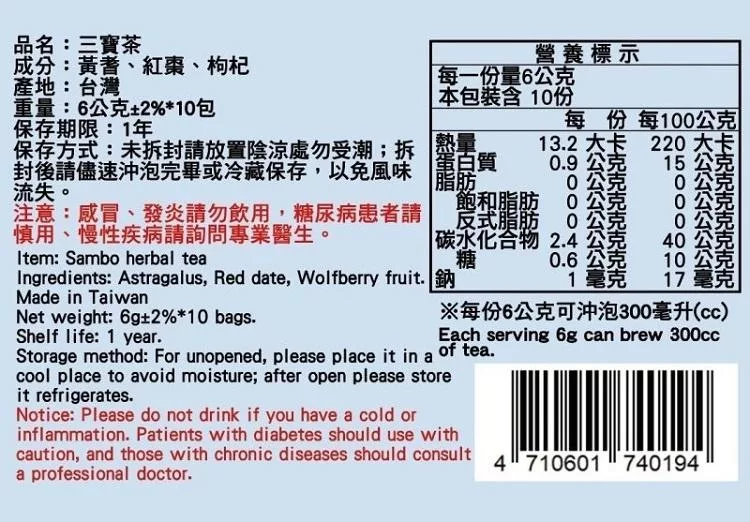 品名：三寶茶
成分：黃耆、紅棗、枸杞
產地：台灣
重量：6公克±2%*10包
保存期限：1年
保存方式：未拆封請放置陰涼處勿受潮；拆
封後請儘速沖泡完畢或冷藏保存，以免風味
流失。
注意：感冒、發炎請勿飲用，糖尿病患者請
慎用、慢性疾病請詢問專業醫生。
Item: Sambo herbal tea
Ingredients: Astragalus, Red date, Wolfberry fruit.
Made in Taiwan
Net weight: 6g±2%*10 bags.
Shelf life: 1 year.
Storage method: For unopened, please place it in a
cool place to avoid moisture; after open please store
it refrigerates.
Notice: Please do not drink if you have a cold or
inflammation. Patients with diabetes should use with
caution, and those with chronic diseases should consult
a professional doctor.
營養標示
每一份量6公克
本包裝含 10份
每 份 每100公克
熱量 13.2 大卡 220 大卡
蛋白質 0.9 公克 15 公克
脂肪 0 公克 0 公克
飽和脂肪 0 公克 0 公克
反式脂肪 0 公克 0 公克
碳水化合物 2.4 公克 40 公克
糖 0.6 公克 10 公克
鈉 1 毫克 17 毫克
※每份6公克可沖泡300毫升(cc)
Each serving 6g can brew 300cc
of tea.
4 710601 740194